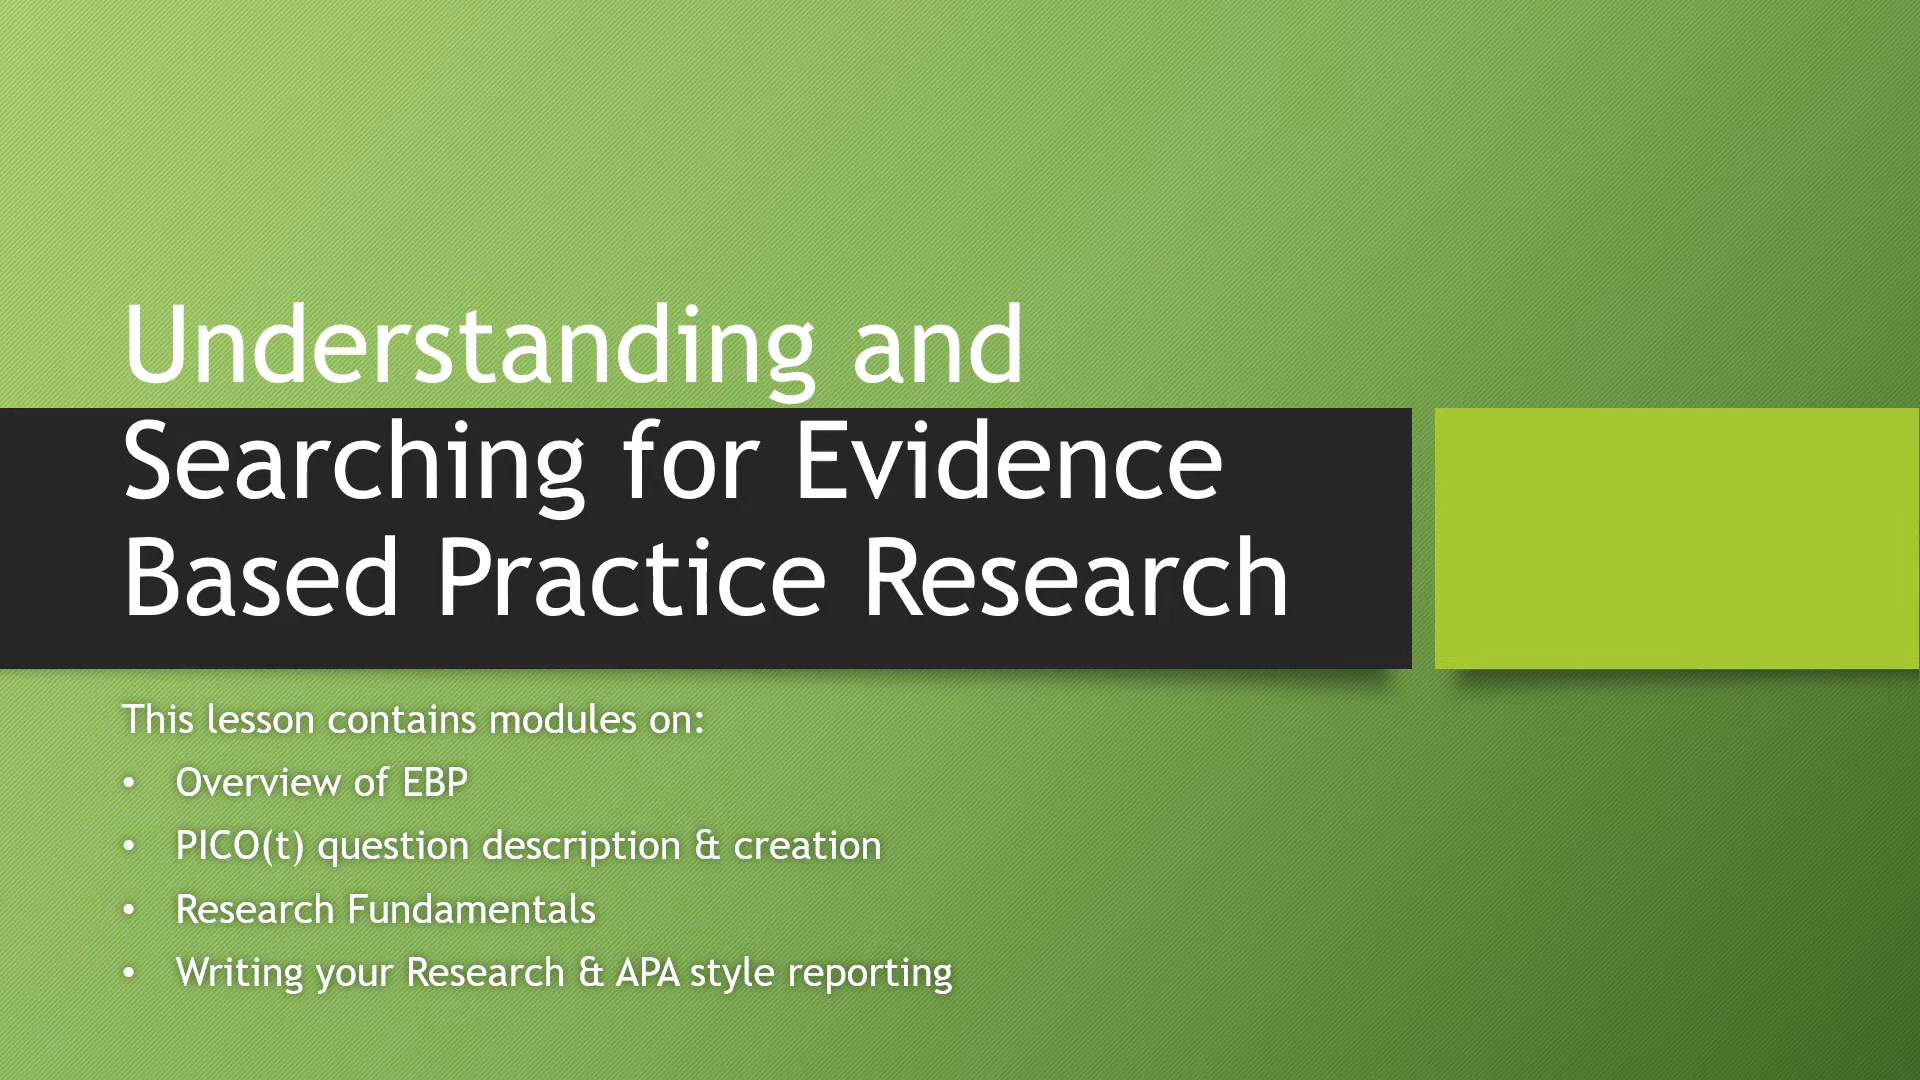 Understanding and
Searching for Evidence
Based Practice Research
This lesson contains modules on:
• Overview of EBP
• PICO(t) question description & creation
• Research Fundamentals
• Writing your Research & APA style reporting